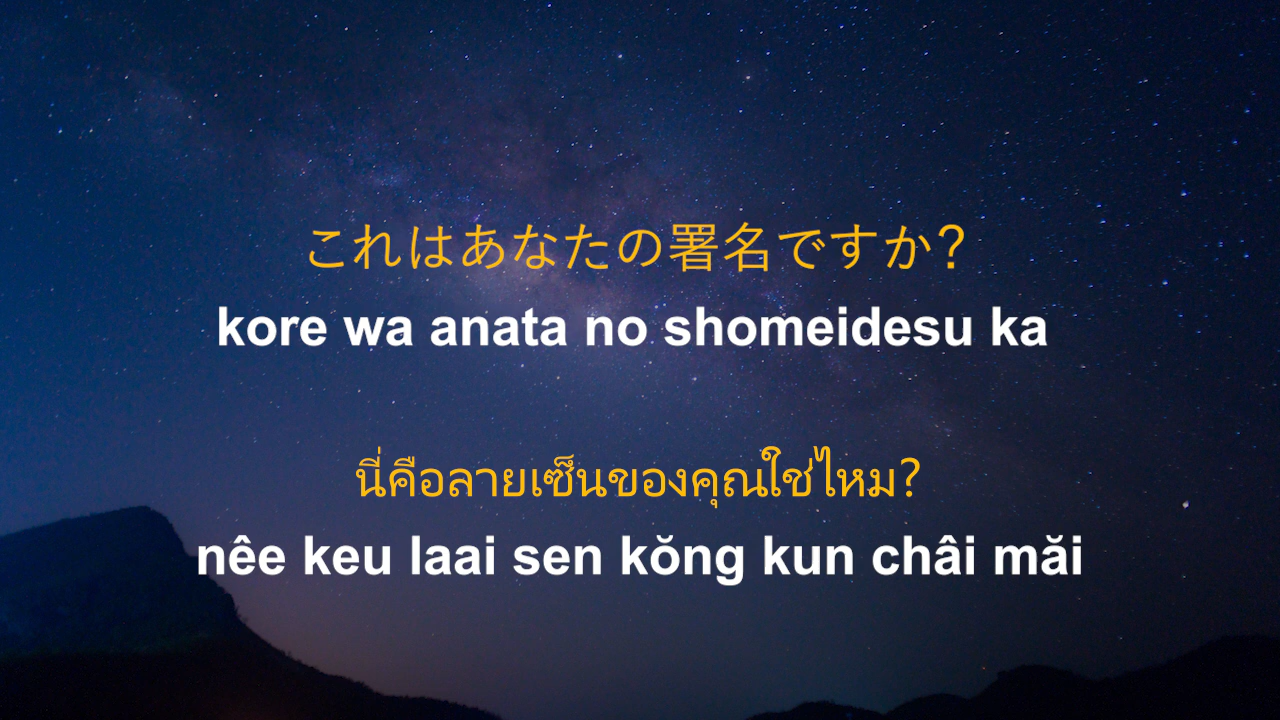 これはあなたの署名ですか?
kore wa anata no shomeidesu ka
นี่คือลายเซ็นของคุณใช่ไหม?
nêe keu laai sen kŏng kun châi măi